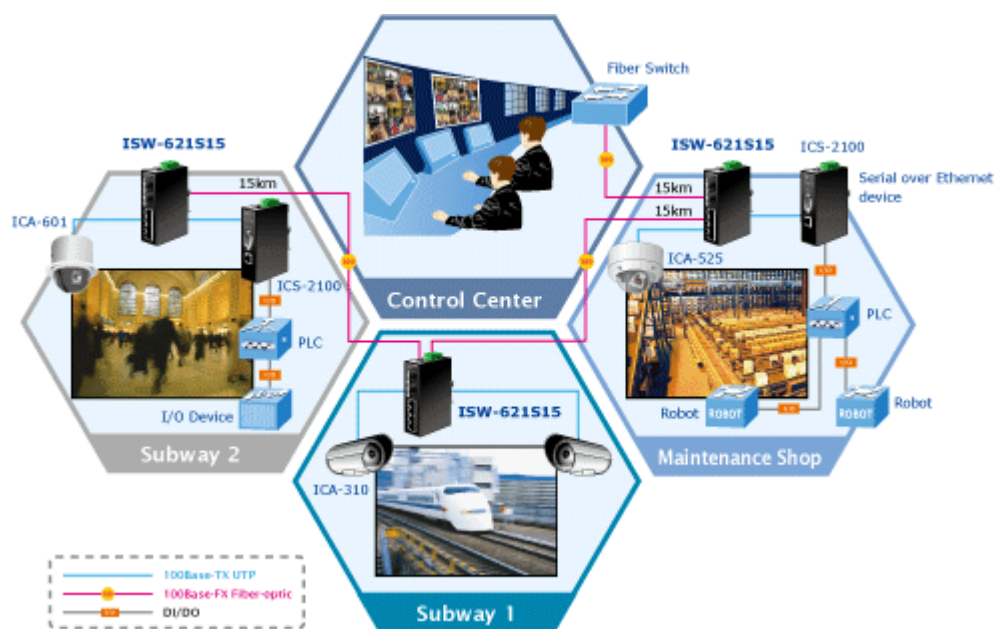 Fiber Switch
ISW-621S15
15km
ICA-601
ICS-2100
PLC
I/O Device
Subway 2
Control Center
ISW-621S15
ICS-2100
Serial over Ethernet
device
15km
15km
ICA-525
PLC
Robot
ROBOT
ROBOT
Robot
Maintenance Shop
ISW-621S15
ICA-310
Subway 1
100Base-TX UTP
100Base-FX Fiber-optic
DI/DO